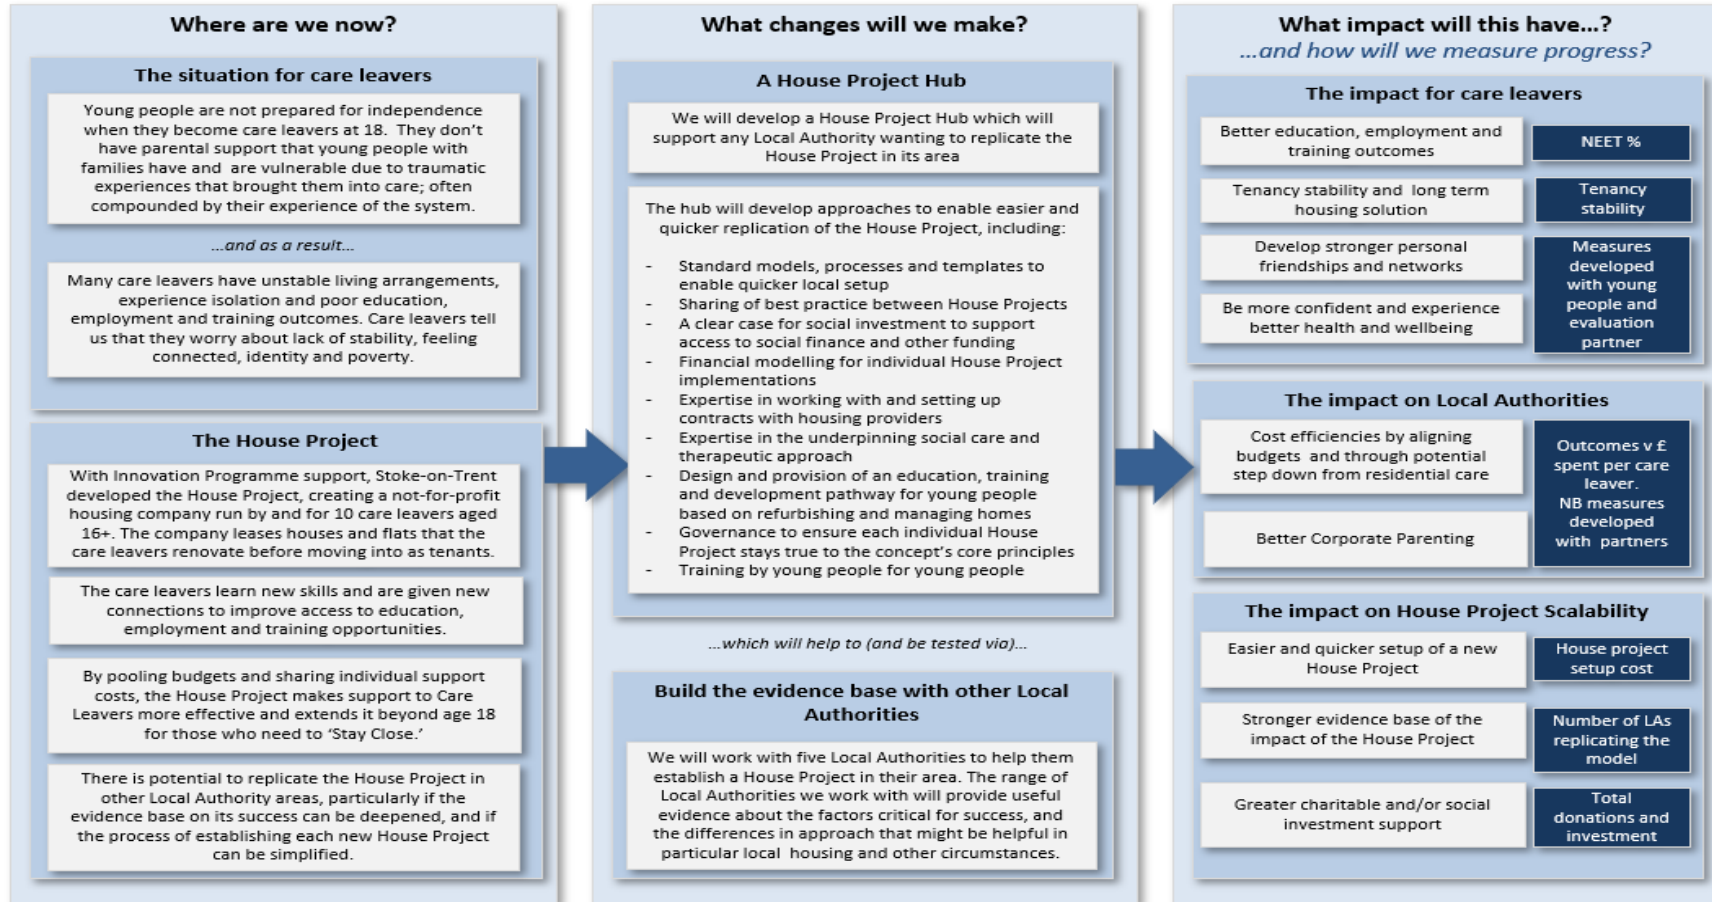 Where are we now?
The situation for care leavers
Young people are not prepared for independence
when they become care leavers at 18. They don't
have parental support that young people with
families have and are vulnerable due to traumatic
experiences that brought them into care; often
compounded by their experience of the system.
...and as a result...
Many care leavers have unstable living arrangements,
experience isolation and poor education,
employment and training outcomes. Care leavers tell
us that they worry about lack of stability, feeling
connected, identity and poverty.
The House Project
With Innovation Programme support, Stoke-on-Trent
developed the House Project, creating a not-for-profit
housing company run by and for 10 care leavers aged
16+. The company leases houses and flats that the
care leavers renovate before moving into as tenants.
The care leavers learn new skills and are given new
connections to improve access to education,
employment and training opportunities.
By pooling budgets and sharing individual support
costs, the House Project makes support to Care
Leavers more effective and extends it beyond age 18
for those who need to 'Stay Close.'
There is potential to replicate the House Project in
other Local Authority areas, particularly if the
evidence base on its success can be deepened, and if
the process of establishing each new House Project
can be simplified.
What changes will we make?
A House Project Hub
We will develop a House Project Hub which will
support any Local Authority wanting to replicate the
House Project in its area
The hub will develop approaches to enable easier and
quicker replication of the House Project, including:
- Standard models, processes and templates to
enable quicker local setup
- Sharing of best practice between House Projects
- A clear case for social investment to support
access to social finance and other funding
- Financial modelling for individual House Project
implementations
- Expertise in working with and setting up
contracts with housing providers
- Expertise in the underpinning social care and
therapeutic approach
- Design and provision of an education, training
and development pathway for young people
based on refurbishing and managing homes
- Governance to ensure each individual House
Project stays true to the concept's core principles
- Training by young people for young people
...which will help to (and be tested via)...
Build the evidence base with other Local
Authorities
We will work with five Local Authorities to help them
establish a House Project in their area. The range of
Local Authorities we work with will provide useful
evidence about the factors critical for success, and
the differences in approach that might be helpful in
particular local housing and other circumstances.
What impact will this have...?
...and how will we measure progress?
The impact for care leavers
Better education, employment and
training outcomes
NEET %
Tenancy stability and long term
housing solution
Tenancy
stability
Develop stronger personal
friendships and networks
Be more confident and experience
better health and wellbeing
Measures
developed
with young
people and
evaluation
partner
The impact on Local Authorities
Cost efficiencies by aligning
budgets and through potential
step down from residential care
Better Corporate Parenting
Outcomes v £
spent per care
leaver.
NB measures
developed
with partners
The impact on House Project Scalability
Easier and quicker setup of a new
House Project
House project
setup cost
Stronger evidence base of the
impact of the House Project
Number of LAs
replicating the
model
Greater charitable and/or social
investment support
Total
donations and
investment